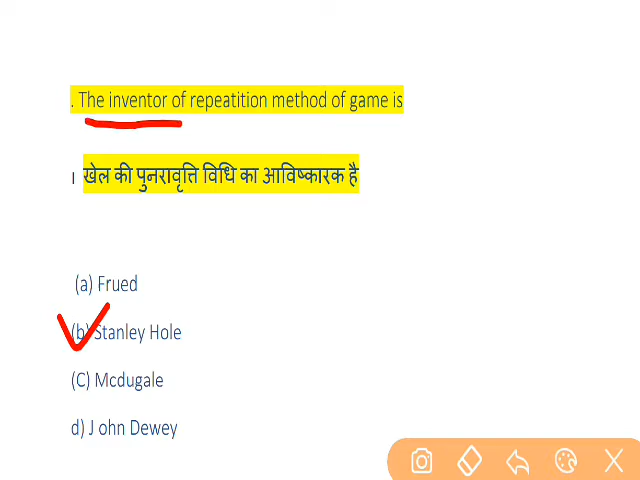 . The inventor of repeatition method of game is
। खेल की पुनरावृत्ति विधि का आविष्कारक है
(a) Frued
(b) Stanley Hole
(C) Mcdugale
d) J ohn Dewey